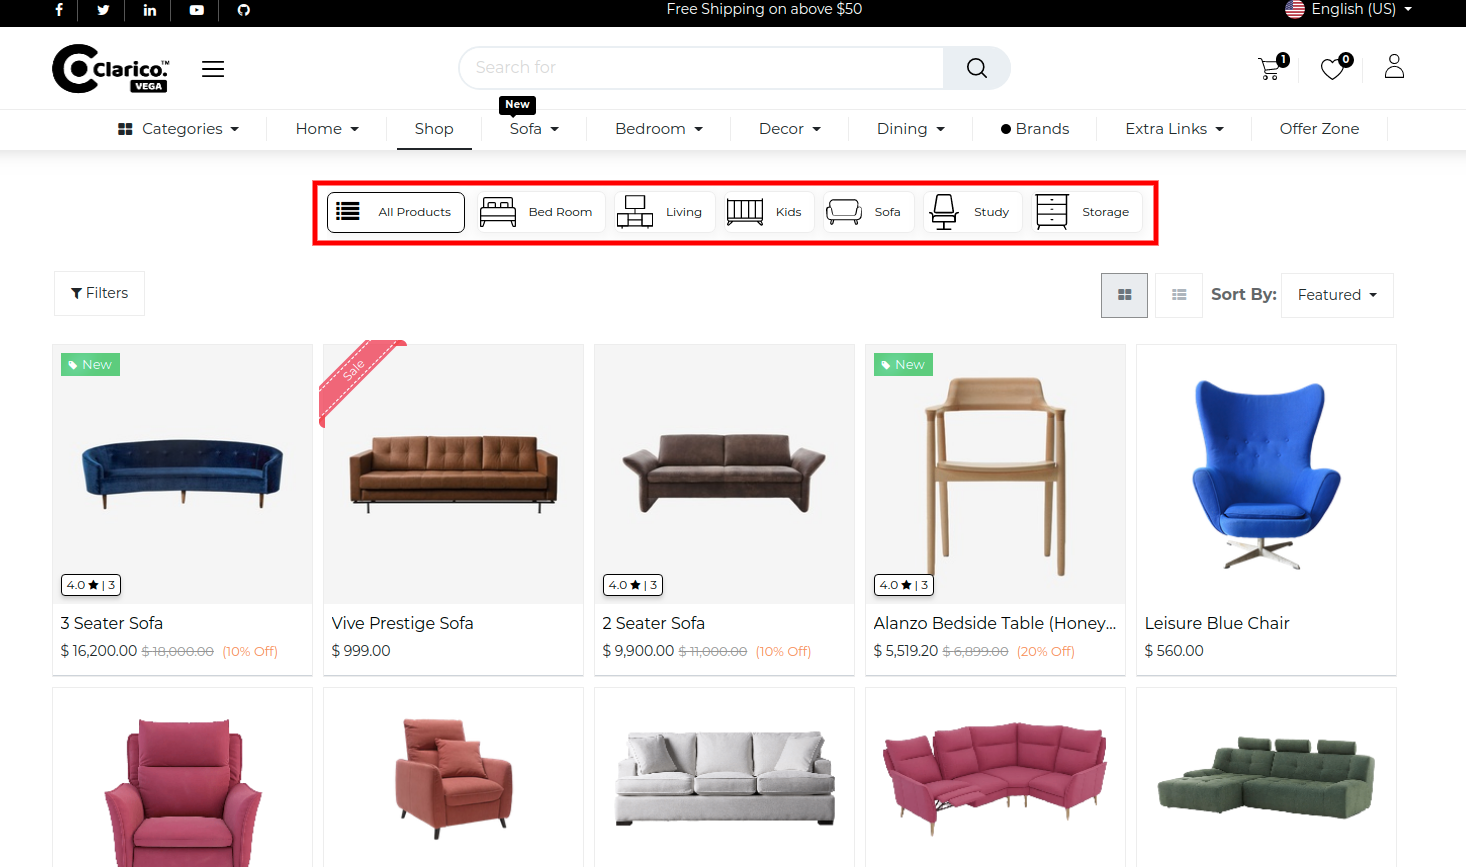 Free Shipping on above $50
English (US)
Clarico.™
VEGA
Search for
1
0
New
Categories
Home
Shop
Sofa
Bedroom
Decor
Dining
Brands
Extra Links
Offer Zone
All Products
Bed Room
Living
Kids
Sofa
Study
Storage
Filters
Sort By:
Featured
New
Sale
New
4.0 ★ | 3
4.0 ★ | 3
4.0 ★ | 3
3 Seater Sofa
$ 16,200.00 $ 18,000.00 (10% Off)
Vive Prestige Sofa
$ 999.00
2 Seater Sofa
$ 9,900.00 $ 11,000.00 (10% Off)
Alanzo Bedside Table (Honey...
$ 5,519.20 $ 6,899.00 (20% Off)
Leisure Blue Chair
$ 560.00